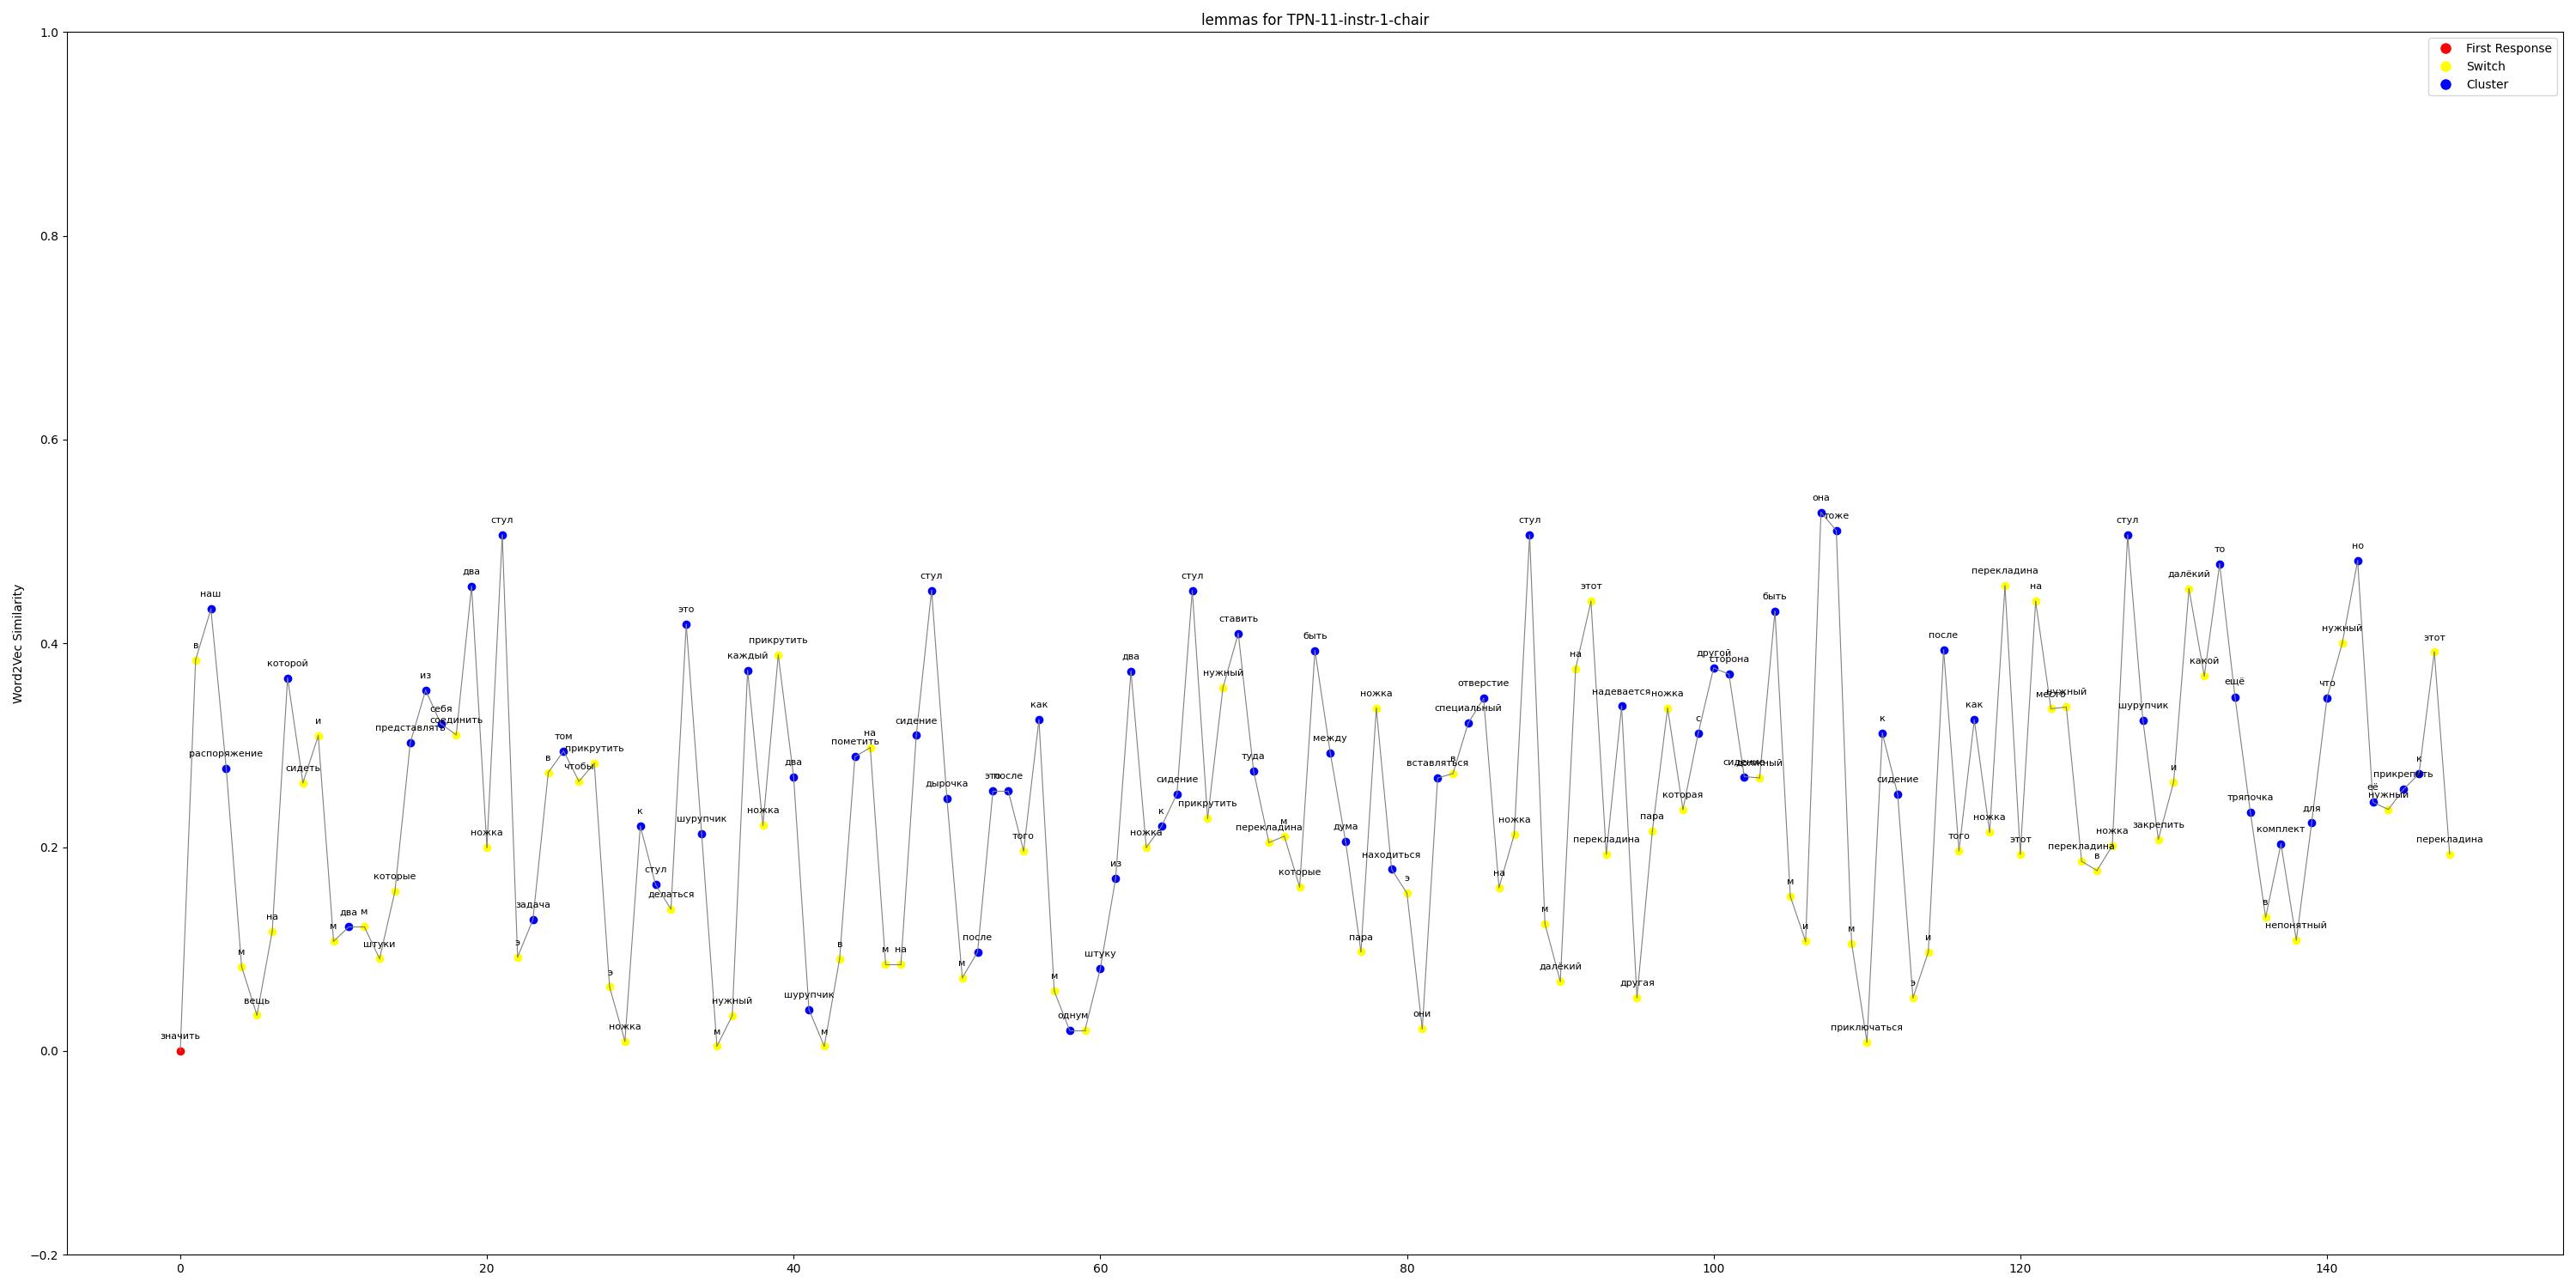 lemmas for TPN-11-instr-1-chair
First Response
Switch
Cluster
Word2Vec Similarity
1.0
0.8
0.6
0.4
0.2
0.0
−0.2
0
20
40
60
80
100
120
140
значить
в
наш
распоряжение
м
вещь
на
которой
сидеть
и
м
два
м
штуки
которые
представлять
из
себя
соединить
два
ножка
стул
э
задача
в
том
чтобы
прикрутить
э
ножка
к
стул
делаться
это
шурупчик
м
нужный
каждый
ножка
прикрутить
два
шурупчик
м
в
пометить
на
м
на
сидение
стул
дырочка
м
после
это
после
того
как
м
однум
штуку
из
два
ножка
к
сидение
стул
прикрутить
нужный
ставить
туда
перекладина
м
которые
быть
между
дума
пара
ножка
находиться
э
они
вставляться
в
специальный
отверстие
на
ножка
стул
м
далёкий
на
этот
перекладина
надевается
другая
пара
ножка
которая
с
другой
сторона
сидение
должный
быть
м
и
она
тоже
м
приключаться
к
сидение
э
и
после
того
как
ножка
перекладина
этот
на
место
нужный
перекладина
в
ножка
стул
шурупчик
закрепить
и
далёкий
какой
то
ещё
тряпочка
в
комплект
непонятный
для
что
нужный
но
её
нужный
прикрепить
к
этот
перекладина